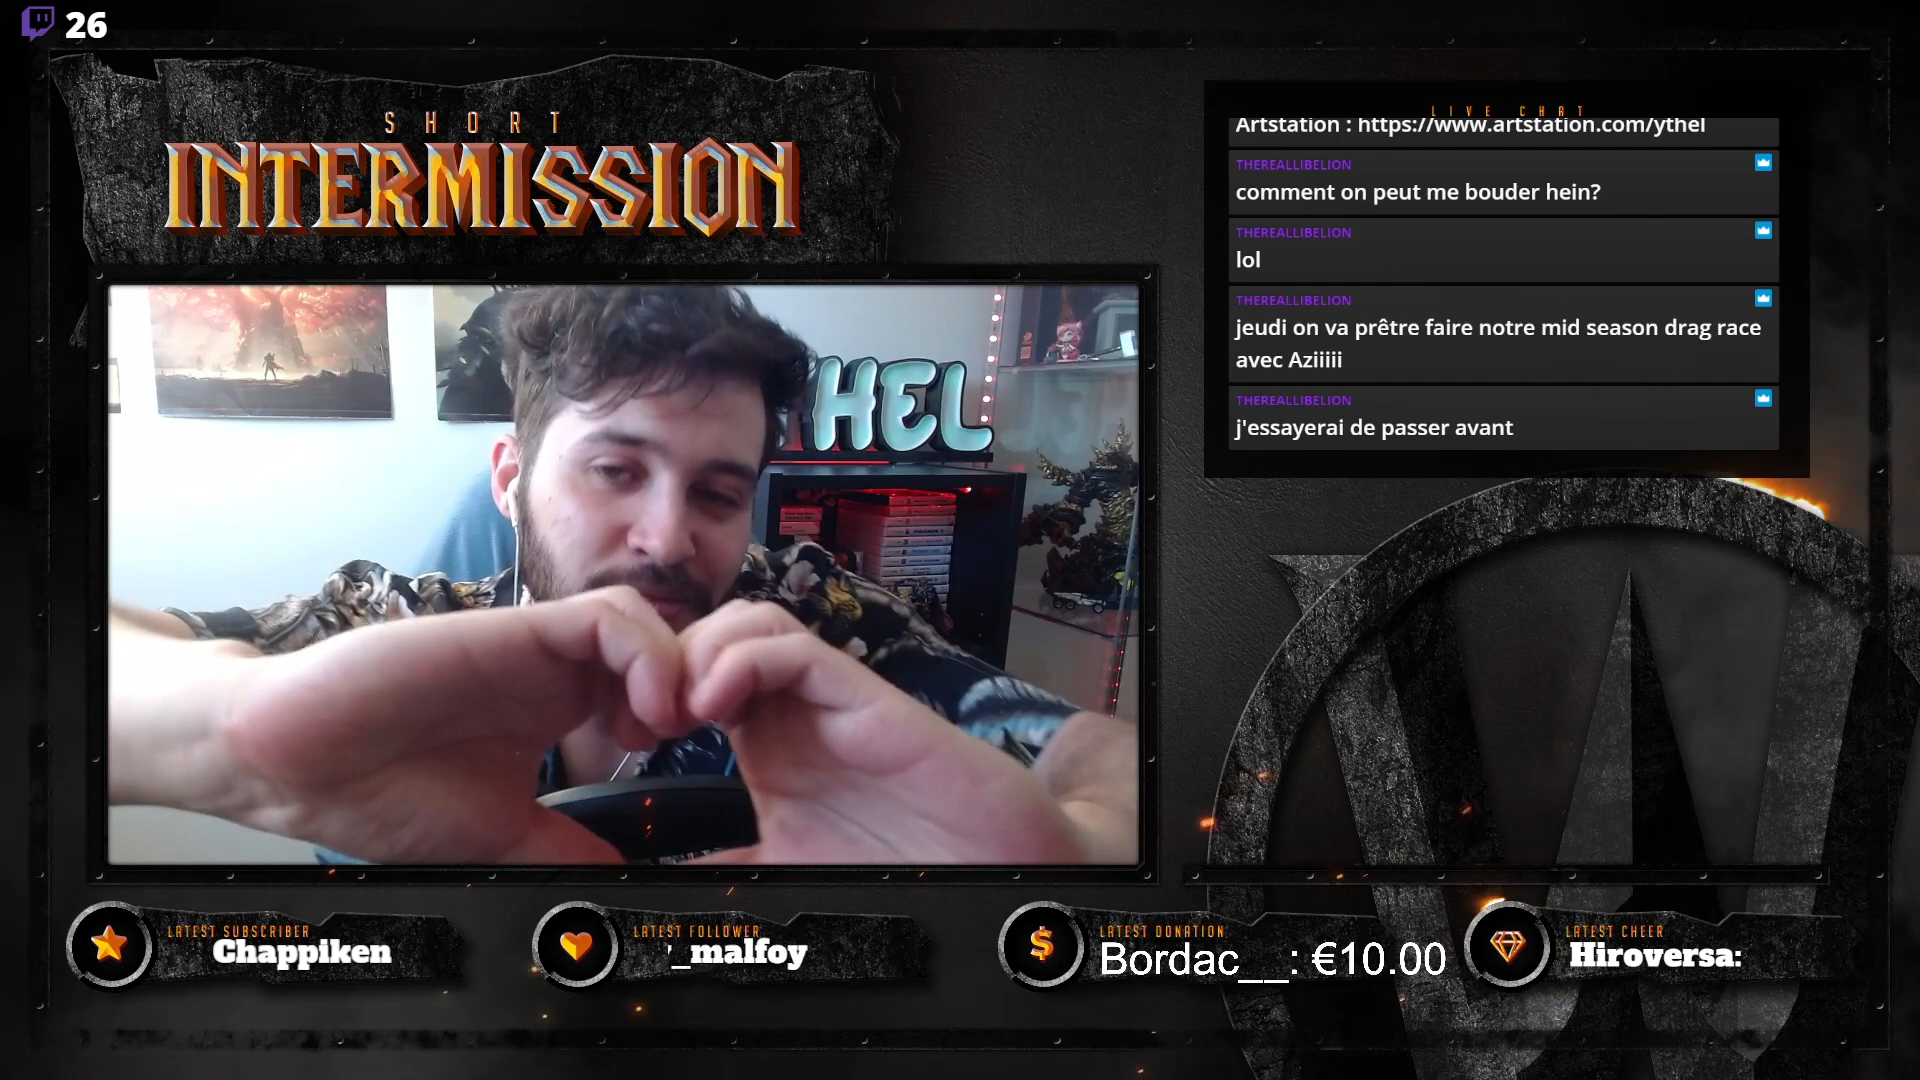 26
SHORT
INTERMISSION
LIVE CHAT
Artstation : https://www.artstation.com/ythel
THEREALLIBELION
comment on peut me bouder hein?
THEREALLIBELION
lol
THEREALLIBELION
jeudi on va prêtre faire notre mid season drag race
avec Aziiiii
THEREALLIBELION
j'essayerai de passer avant
HEL
LATEST SUBSCRIBER
Chappiken
LATEST FOLLOWER
_malfoy
LATEST DONATION
Bordac__: €10.00
LATEST CHEER
Hiroversa: